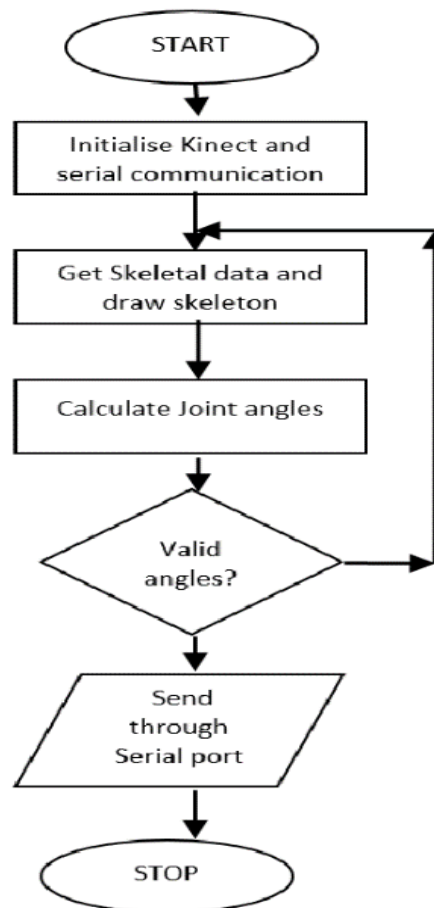 START
Initialise Kinect and
serial communication
Get Skeletal data and
draw skeleton
Calculate Joint angles
Valid
angles?
Send
through
Serial port
STOP